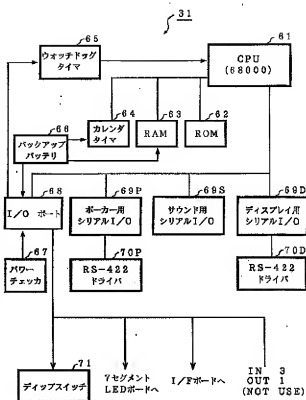 31
65
ウォッチドッグ
タイマ
61
CPU
(68000)
64
カレンダ
タイマ
63
RAM
62
ROM
66
バックアップ
バッテリ
68
I/O ポート
69P
ポーカー用
シリアルI/O
69S
サウンド用
シリアルI/O
69D
ディスプレイ用
シリアルI/O
67
パワー
チェッカ
70P
RS-422
ドライバ
70D
RS-422
ドライバ
71
ディップスイッチ
7セグメント
LEDボードへ
I/Fボードへ
IN 3
OUT 1
(NOT USE)